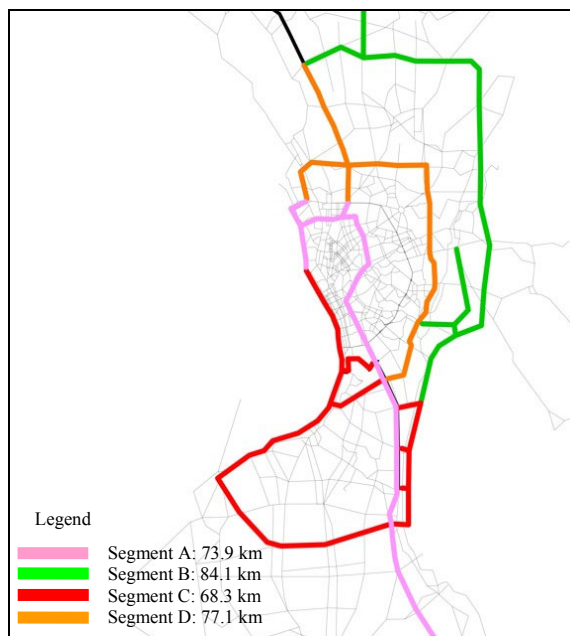 Legend
Segment A: 73.9 km
Segment B: 84.1 km
Segment C: 68.3 km
Segment D: 77.1 km